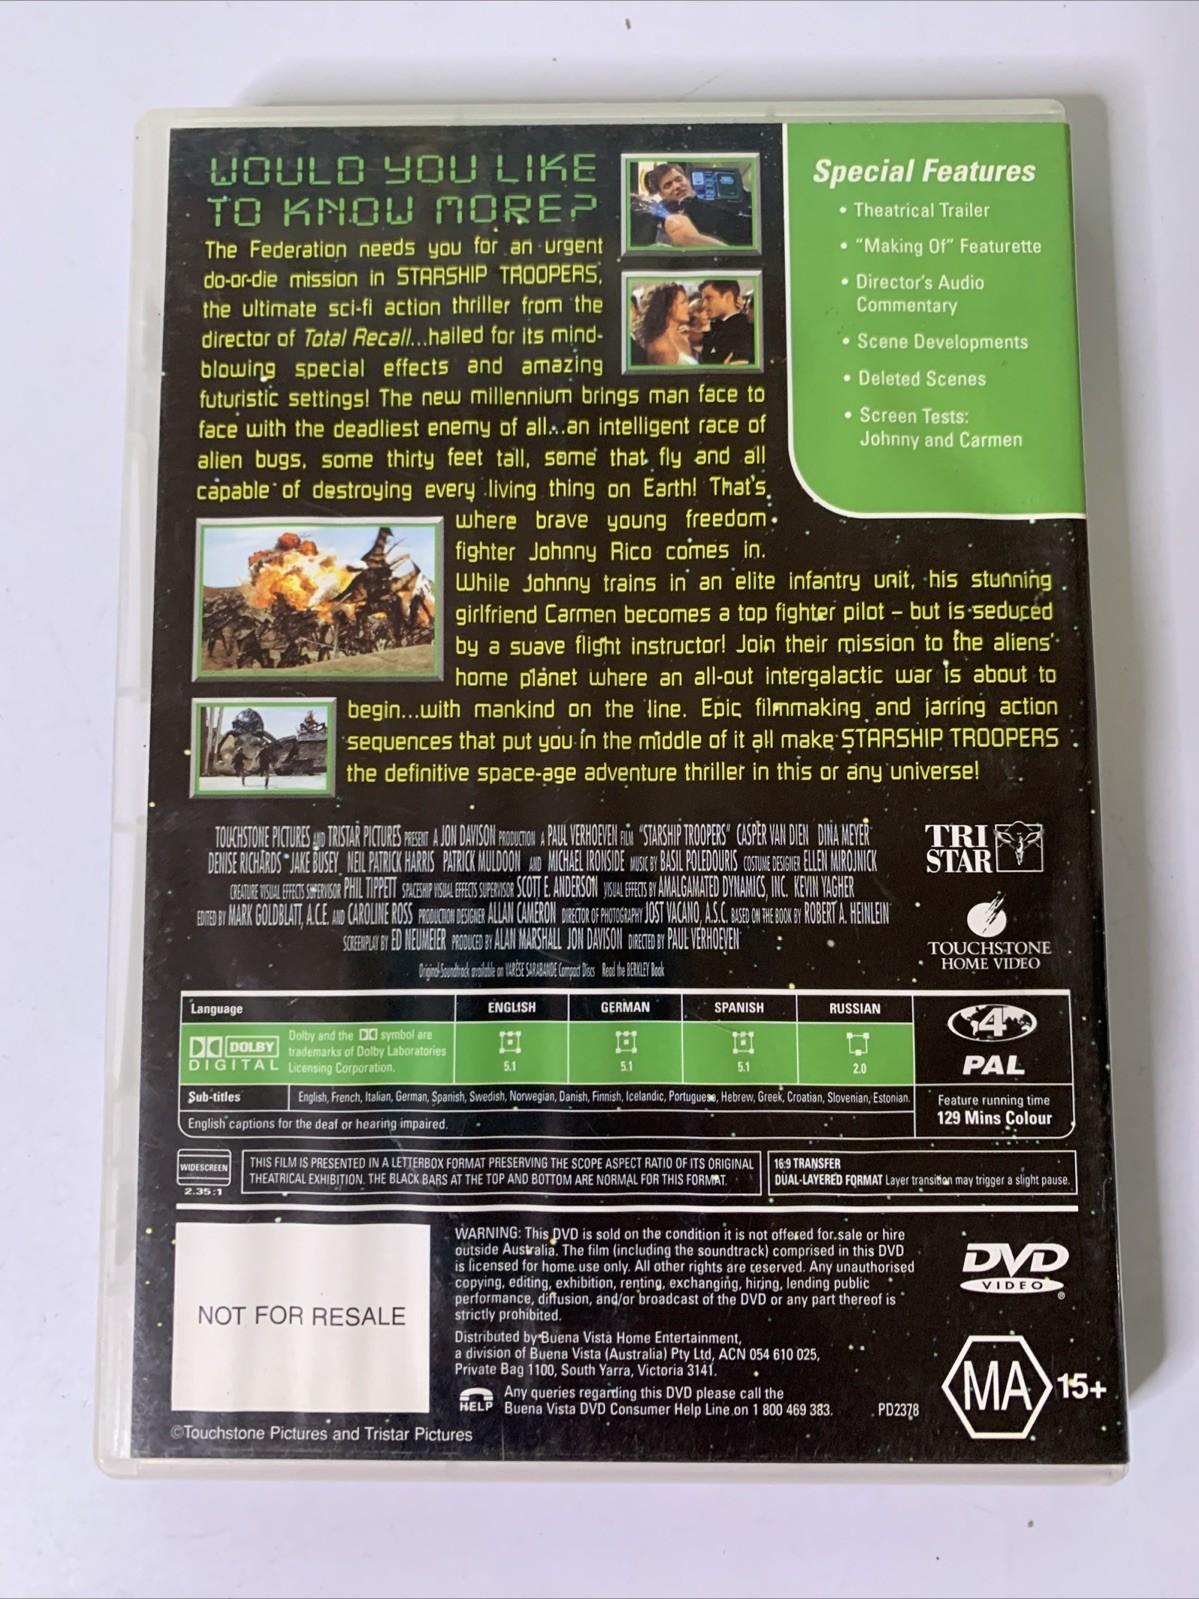 WOULD YOU LIKE
TO KNOW MORE?
The Federation needs you for an urgent
do-or-die mission in STARSHIP TROOPERS,
the ultimate sci-fi action thriller from the
director of Total Recall...hailed for its mind-
blowing special effects and amazing
futuristic settings! The new millennium brings man face to
face with the deadliest enemy of all...an intelligent race of
alien bugs, some thirty feet tall, some that fly and all
capable of destroying every living thing on Earth! That's
where brave young freedom
fighter Johnny Rico comes in.
While Johnny trains in an elite infantry unit, his stunning
girlfriend Carmen becomes a top fighter pilot – but is seduced
by a suave flight instructor! Join their mission to the aliens'
home planet where an all-out intergalactic war is about to
begin...with mankind on the line. Epic filmmaking and jarring action
sequences that put you in the middle of it all make STARSHIP TROOPERS
the definitive space-age adventure thriller in this or any universe!
Special Features
• Theatrical Trailer
• "Making Of" Featurette
• Director's Audio
Commentary
• Scene Developments
• Deleted Scenes
• Screen Tests:
Johnny and Carmen
TOUCHSTONE PICTURES AND TRISTAR PICTURES PRESENT A JON DAVISON PRODUCTION A PAUL VERHOEVEN FILM "STARSHIP TROOPERS" CASPER VAN DIEN DINA MEYER
DENISE RICHARDS JAKE BUSEY NEIL PATRICK HARRIS PATRICK MULDOON AND MICHAEL IRONSIDE MUSIC BY BASIL POLEDOURIS COSTUME DESIGNER ELLEN MIROJNICK
CREATURE VISUAL EFFECTS SUPERVISOR PHIL TIPPETT SPACESHIP VISUAL EFFECTS SUPERVISOR SCOTT E. ANDERSON VISUAL EFFECTS BY AMALGAMATED DYNAMICS, INC. KEVIN YAGHER
EDITED BY MARK GOLDBLATT, A.C.E. AND CAROLINE ROSS PRODUCTION DESIGNER ALLAN CAMERON DIRECTOR OF PHOTOGRAPHY JOST VACANO, A.S.C. BASED ON THE BOOK BY ROBERT A. HEINLEIN
SCREENPLAY BY ED NEUMEIER PRODUCED BY ALAN MARSHALL JON DAVISON DIRECTED BY PAUL VERHOEVEN
Original Soundtrack available on VARÈSE SARABANDE Compact Discs Read the BERKLEY Book
TRI
STAR
TOUCHSTONE
HOME VIDEO
Language ENGLISH GERMAN SPANISH RUSSIAN
DOLBY
DIGITAL
Dolby and the DD symbol are
trademarks of Dolby Laboratories
Licensing Corporation.
5.1 5.1 5.1 2.0
Sub-titles English, French, Italian, German, Spanish, Swedish, Norwegian, Danish, Finnish, Icelandic, Portuguese, Hebrew, Greek, Croatian, Slovenian, Estonian.
English captions for the deaf or hearing impaired.
4
PAL
Feature running time
129 Mins Colour
WIDESCREEN
2.35:1
THIS FILM IS PRESENTED IN A LETTERBOX FORMAT PRESERVING THE SCOPE ASPECT RATIO OF ITS ORIGINAL
THEATRICAL EXHIBITION. THE BLACK BARS AT THE TOP AND BOTTOM ARE NORMAL FOR THIS FORMAT.
16:9 TRANSFER
DUAL-LAYERED FORMAT Layer transition may trigger a slight pause.
NOT FOR RESALE
WARNING: This DVD is sold on the condition it is not offered for sale or hire
outside Australia. The film (including the soundtrack) comprised in this DVD
is licensed for home use only. All other rights are reserved. Any unauthorised
copying, editing, exhibition, renting, exchanging, hiring, lending public
performance, diffusion, and/or broadcast of the DVD or any part thereof is
strictly prohibited.
Distributed by Buena Vista Home Entertainment,
a division of Buena Vista (Australia) Pty Ltd, ACN 054 610 025,
Private Bag 1100, South Yarra, Victoria 3141.
HELP
Any queries regarding this DVD please call the
Buena Vista DVD Consumer Help Line on 1 800 469 383.
PD2378
DVD
VIDEO
®
MA 15+
©Touchstone Pictures and Tristar Pictures